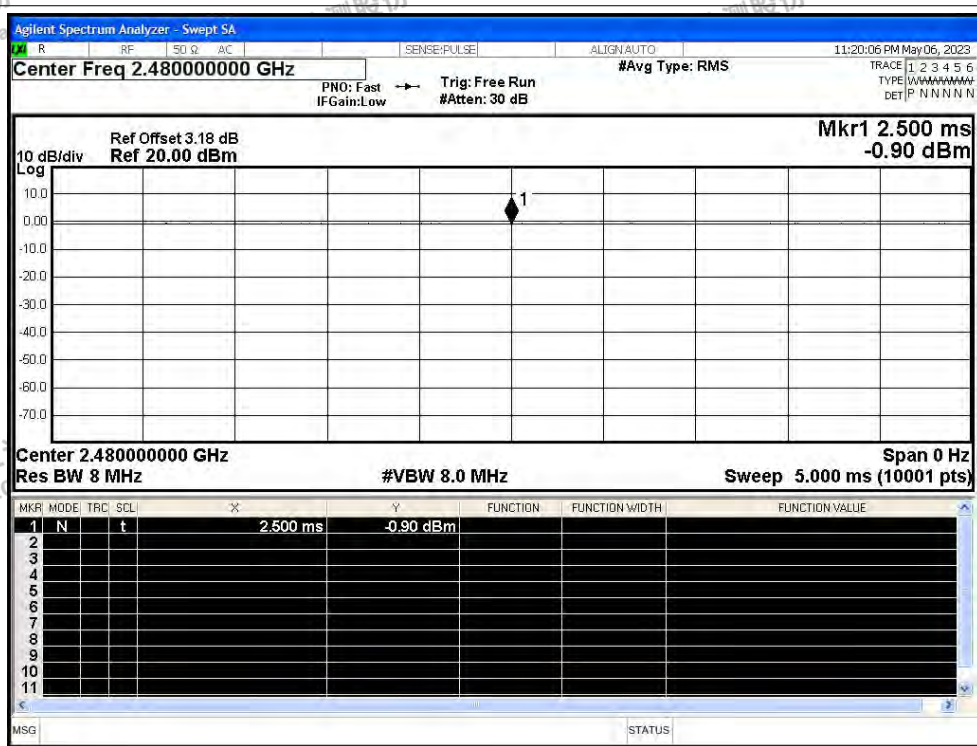 Agilent Spectrum Analyzer - Swept SA
R RF 50 Ω AC SENSE:PULSE ALIGN AUTO 11:20:06 PM May 06, 2023
Center Freq 2.480000000 GHz #Avg Type: RMS TRACE 1 2 3 4 5 6
PNO: Fast Trig: Free Run TYPE WWWWWW
IFGain:Low #Atten: 30 dB DET P N N N N N
Mkr1 2.500 ms
Ref Offset 3.18 dB
10 dB/div Ref 20.00 dBm -0.90 dBm
Log
10.0
1
0.00
-10.0
-20.0
-30.0
-40.0
-50.0
-60.0
-70.0
Center 2.480000000 GHz Span 0 Hz
Res BW 8 MHz #VBW 8.0 MHz Sweep 5.000 ms (10001 pts)
MKR MODE TRC SCL X Y FUNCTION FUNCTION WIDTH FUNCTION VALUE
1 N t 2.500 ms -0.90 dBm
2
3
4
5
6
7
8
9
10
11
MSG STATUS